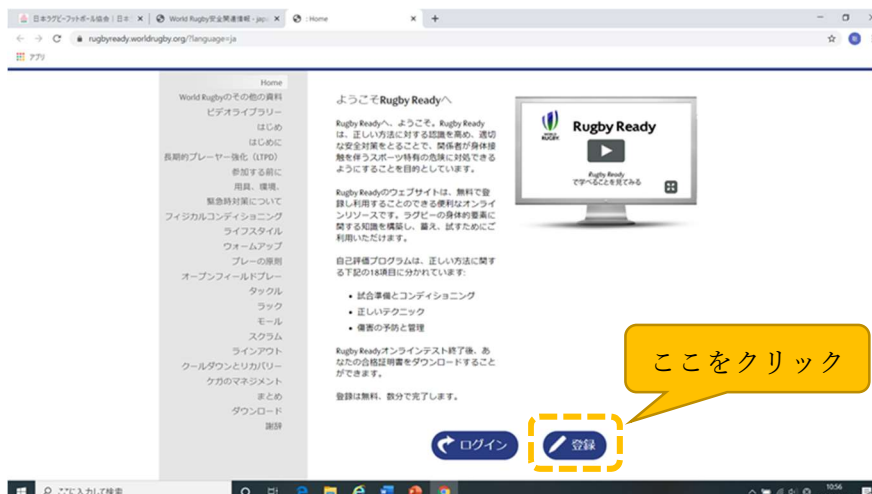 日本ラグビーフットボール協会 | 日本
World Rugby安全関連情報 - jap
: Home
rugbyready.worldrugby.org/?language=ja
アプリ
Home
World Rugbyのその他の資料
ビデオライブラリー
はじめ
はじめに
長期的プレーヤー強化（LTPD）
参加する前に
用具、環境、
緊急時対策について
フィジカルコンディショニング
ライフスタイル
ウォームアップ
プレーの原則
オープンフィールドプレー
タックル
ラック
モール
スクラム
ラインアウト
クールダウンとリカバリー
ケガのマネジメント
まとめ
ダウンロード
謝辞
ようこそRugby Readyへ
Rugby Readyへ、ようこそ。Rugby Ready
は、正しい方法に対する認識を高め、適切
な安全対策をとることで、関係者が身体接
触を伴うスポーツ特有の危険に対処できる
ようにすることを目的としています。
Rugby Readyのウェブサイトは、無料で登
録し利用することのできる便利なオンライ
ンリソースです。ラグビーの身体的要素に
関する知識を構築し、蓄え、試すためにご
利用いただけます。
自己評価プログラムは、正しい方法に関す
る下記の18項目に分かれています:
• 試合準備とコンディショニング
• 正しいテクニック
• 傷害の予防と管理
Rugby Readyオンラインテスト終了後、あ
なたの合格証明書をダウンロードすること
ができます。
登録は無料、数分で完了します。
WORLD
RUGBY
Rugby Ready
Rugby Ready
で学べることを見てみる
ここをクリック
ログイン
登録
ここに入力して検索
10:56